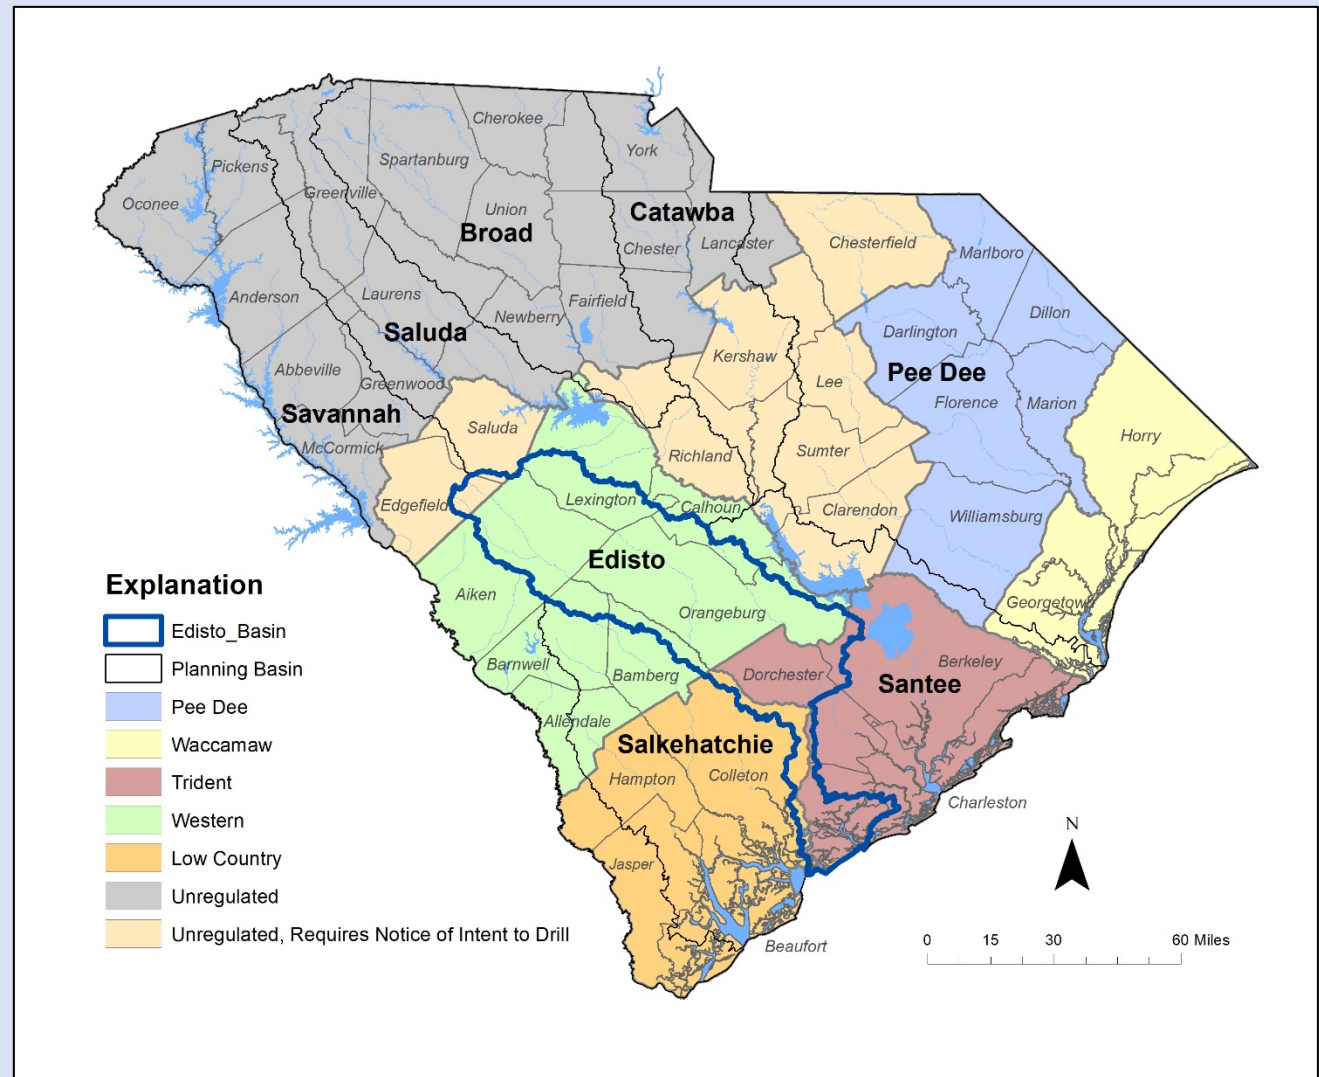 Cherokee
York
Spartanburg
Pickens
Greenville
Oconee
Union
Catawba
Broad
Chester
Lancaster
Chesterfield
Marlboro
Anderson
Laurens
Newberry
Fairfield
Dillon
Saluda
Darlington
Kershaw
Abbeville
Greenwood
Lee
Pee Dee
Florence
Marion
Savannah
Saluda
Horry
McCormick
Richland
Sumter
Edgefield
Lexington
Calhoun
Clarendon
Williamsburg
Edisto
Aiken
Orangeburg
Georgetown
Barnwell
Bamberg
Dorchester
Berkeley
Santee
Allendale
Salkehatchie
Hampton
Colleton
Charleston
Jasper
Beaufort
Explanation
Edisto_Basin
Planning Basin
Pee Dee
Waccamaw
Trident
Western
Low Country
Unregulated
Unregulated, Requires Notice of Intent to Drill
N
0 15 30 60 Miles